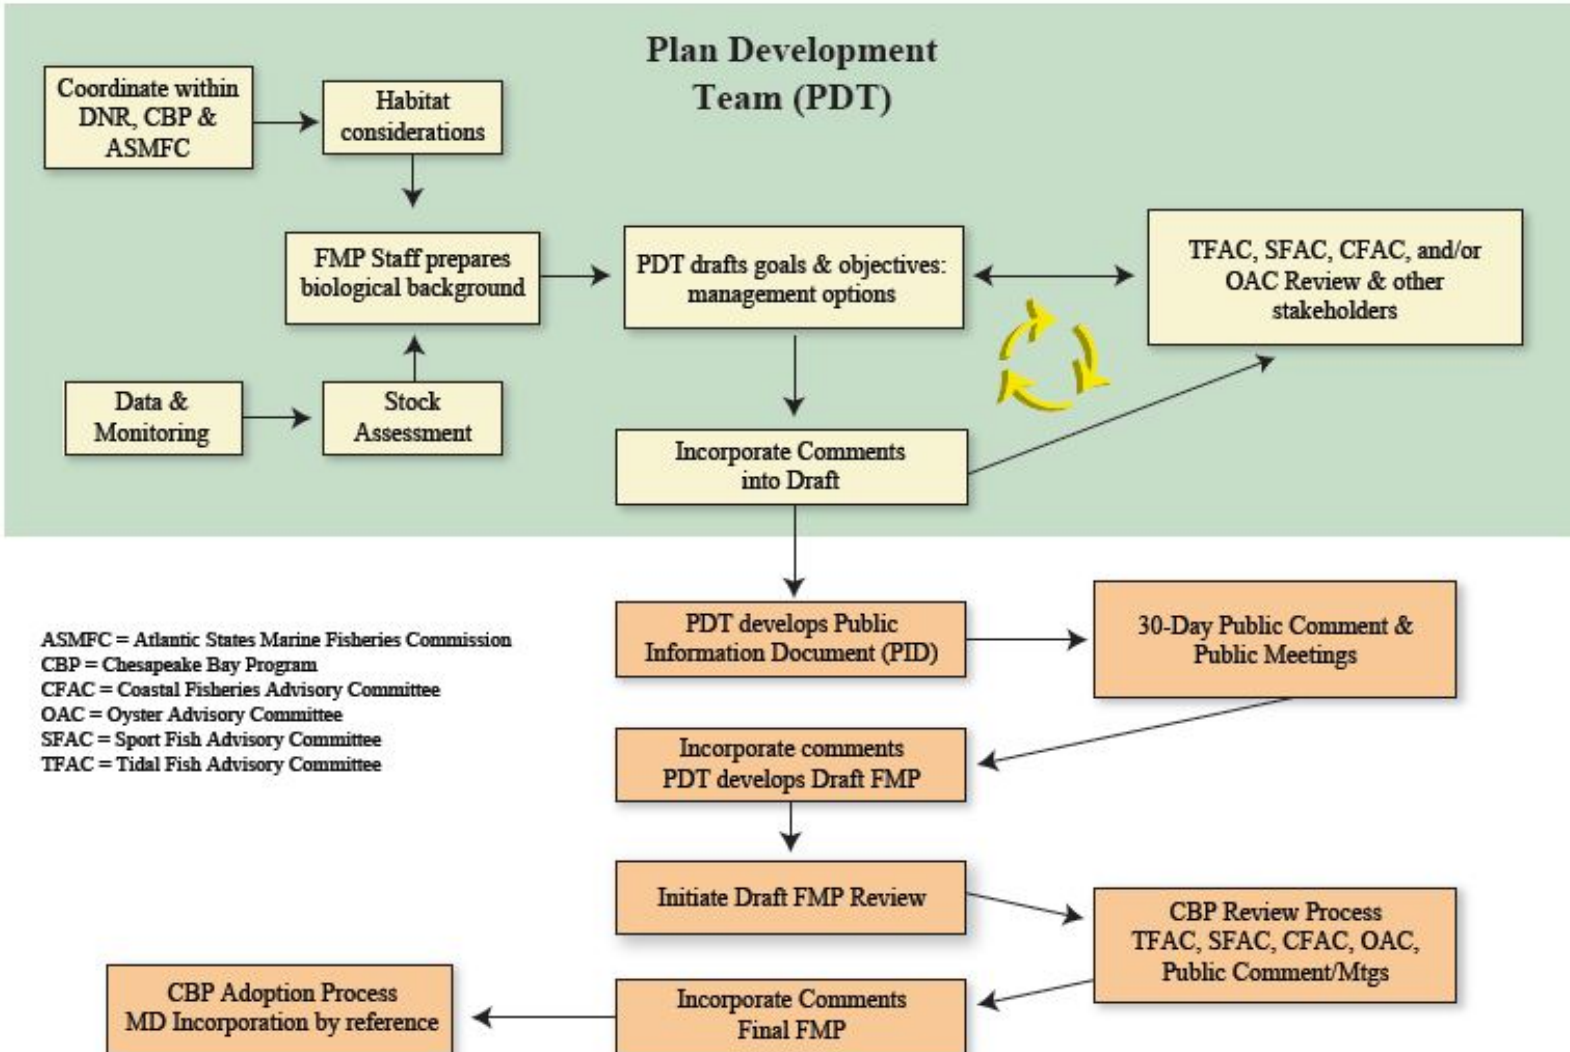 Plan Development
Team (PDT)
Coordinate within
DNR, CBP &
ASMFC
Habitat
considerations
FMP Staff prepares
biological background
PDT drafts goals & objectives:
management options
TFAC, SFAC, CFAC, and/or
OAC Review & other
stakeholders
Data &
Monitoring
Stock
Assessment
Incorporate Comments
into Draft
PDT develops Public
Information Document (PID)
30-Day Public Comment &
Public Meetings
ASMFC = Atlantic States Marine Fisheries Commission
CBP = Chesapeake Bay Program
CFAC = Coastal Fisheries Advisory Committee
OAC = Oyster Advisory Committee
SFAC = Sport Fish Advisory Committee
TFAC = Tidal Fish Advisory Committee
Incorporate comments
PDT develops Draft FMP
Initiate Draft FMP Review
CBP Review Process
TFAC, SFAC, CFAC, OAC,
Public Comment/Mtgs
Incorporate Comments
Final FMP
CBP Adoption Process
MD Incorporation by reference